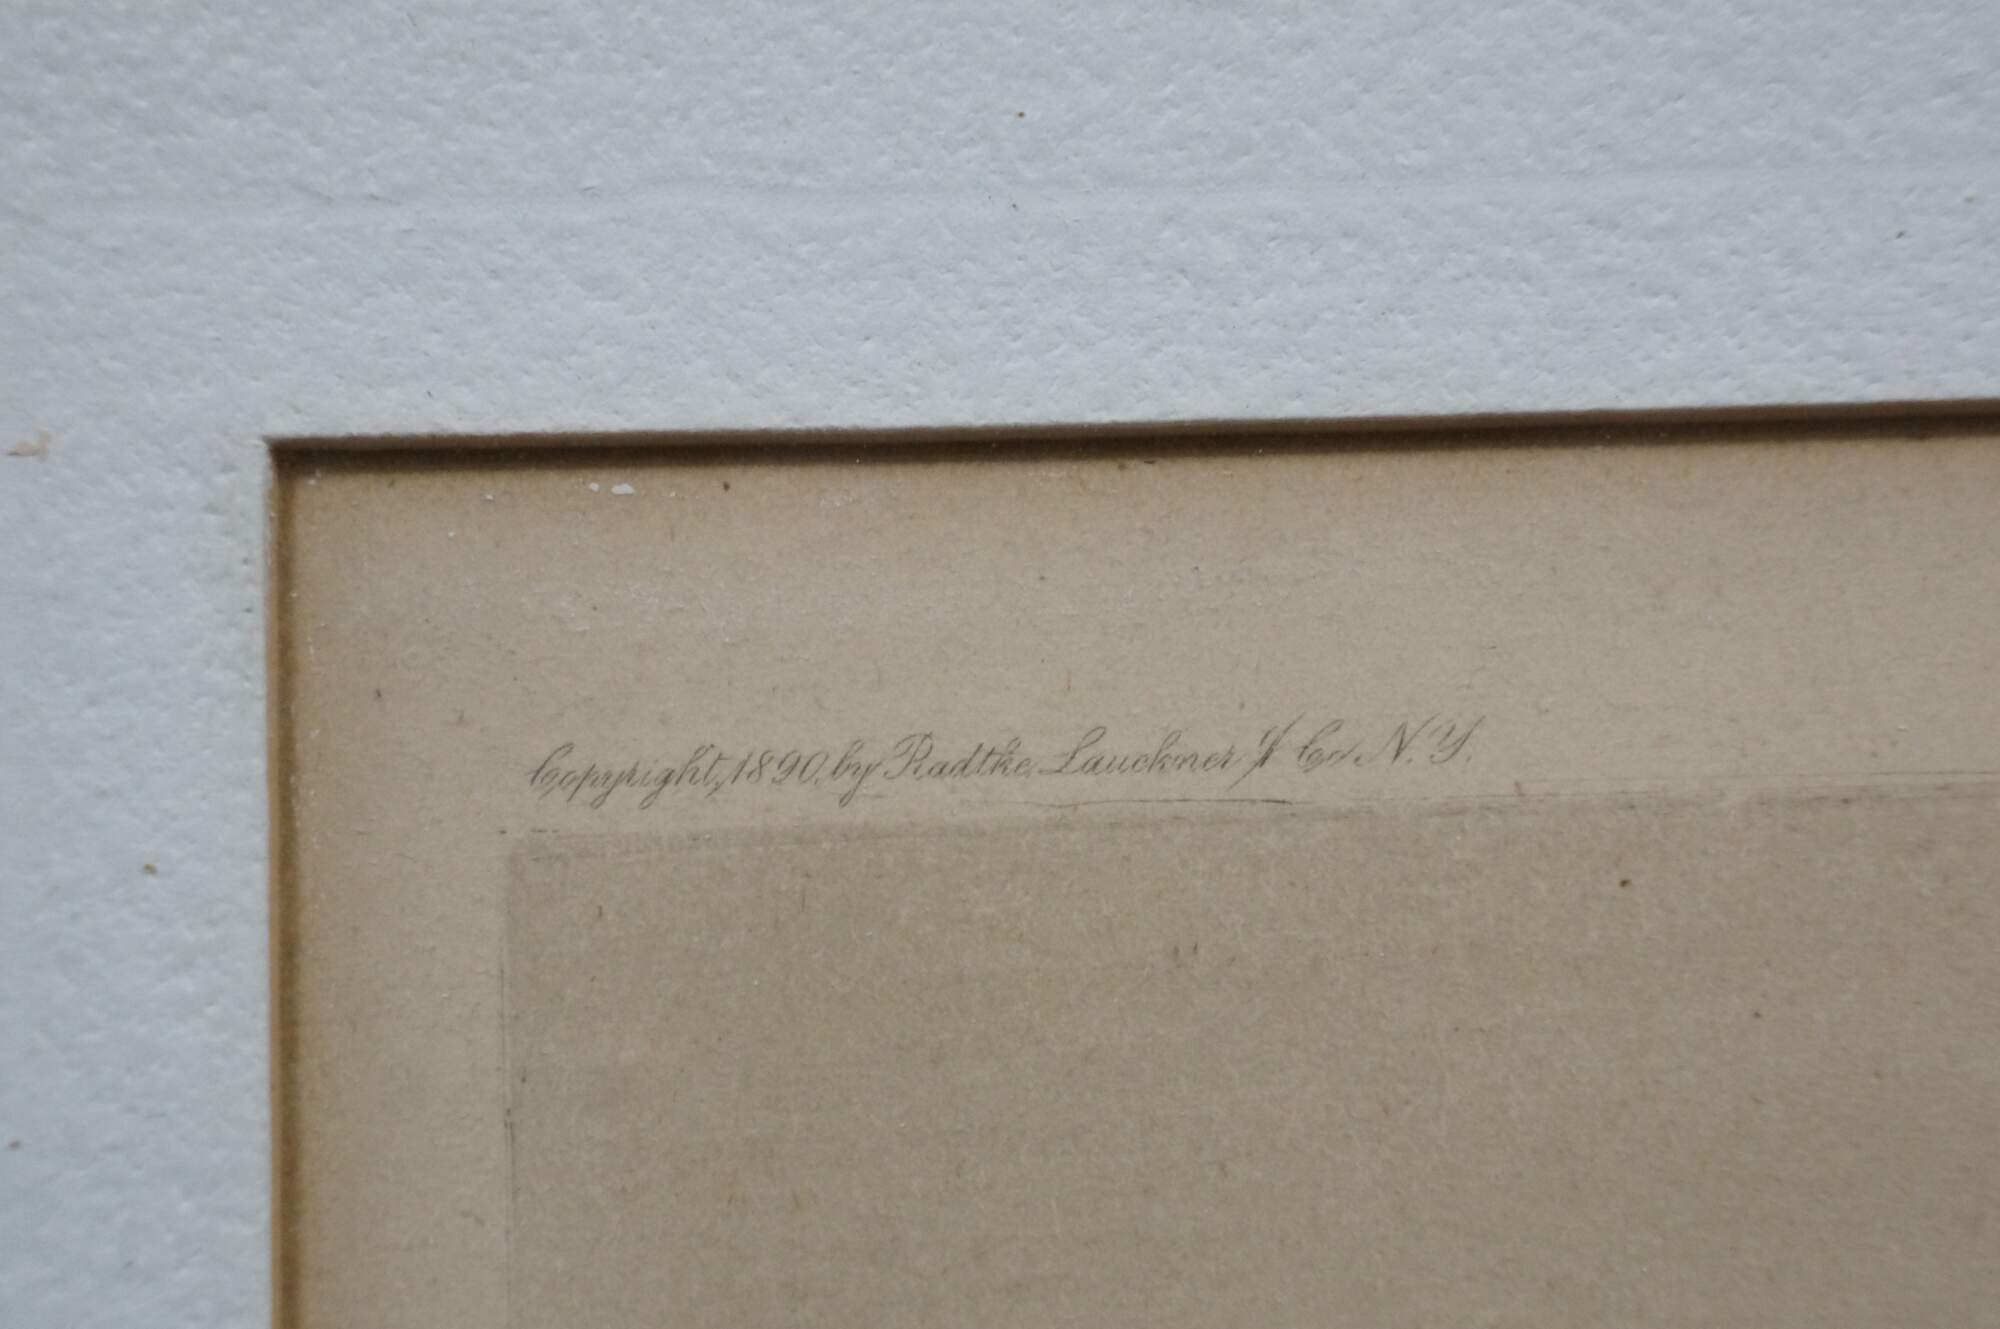 Copyright, 1890, by Radtke Lauckner & Co N.Y.